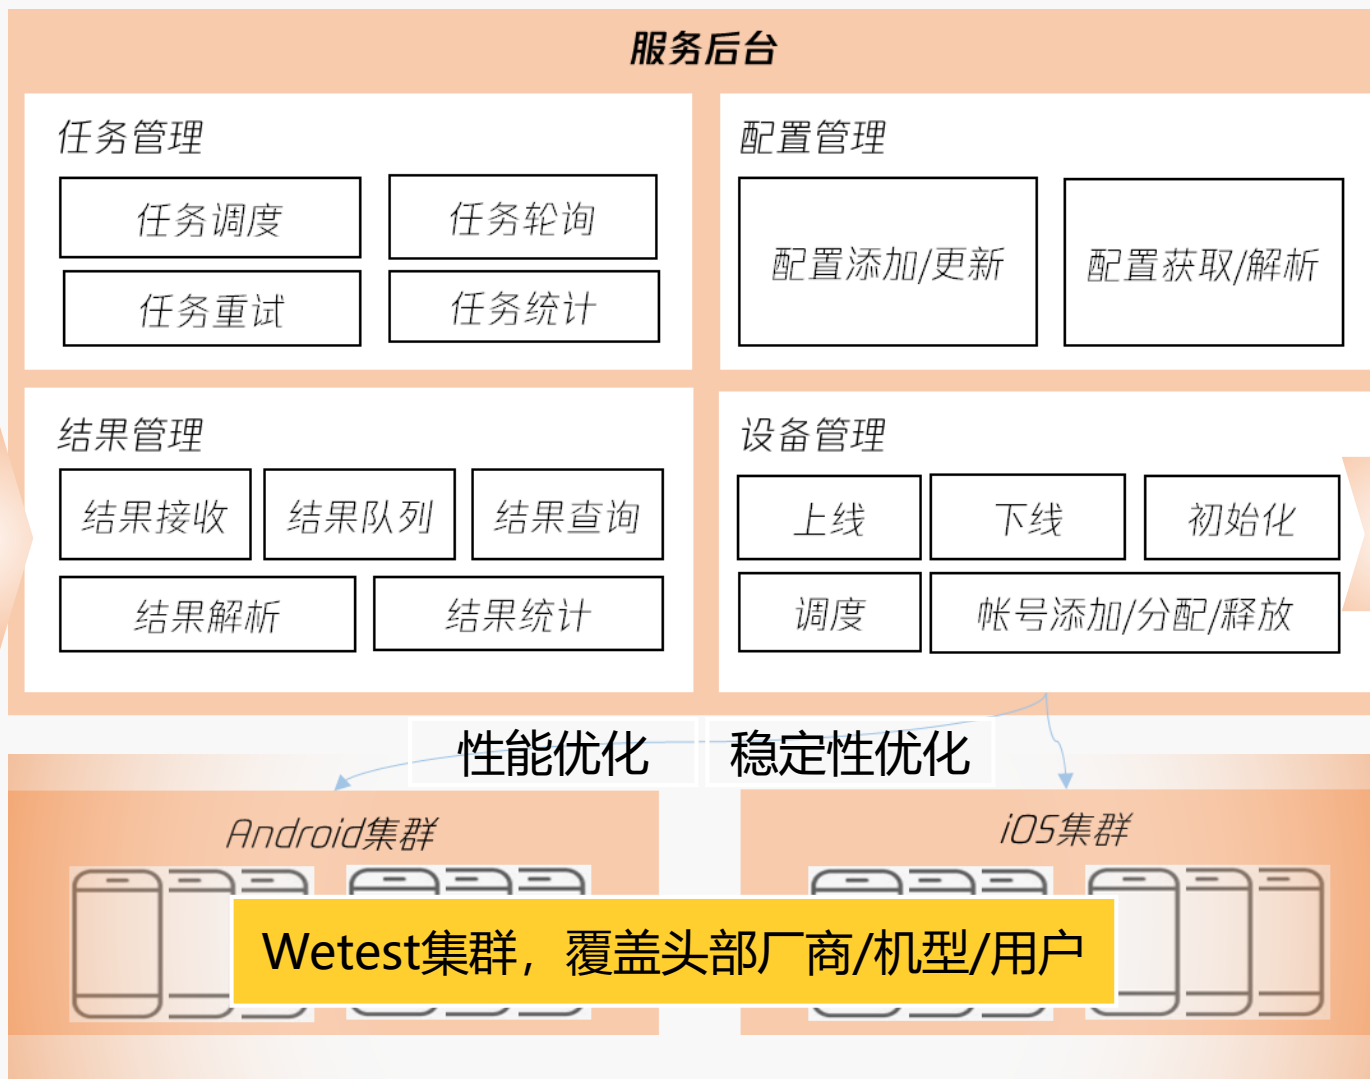 服务后台
任务管理
任务调度
任务轮询
任务重试
任务统计
配置管理
配置添加/更新
配置获取/解析
结果管理
结果接收
结果队列
结果查询
结果解析
结果统计
设备管理
上线
下线
初始化
调度
帐号添加/分配/释放
性能优化
稳定性优化
Android集群
iOS集群
Wetest集群，覆盖头部厂商/机型/用户